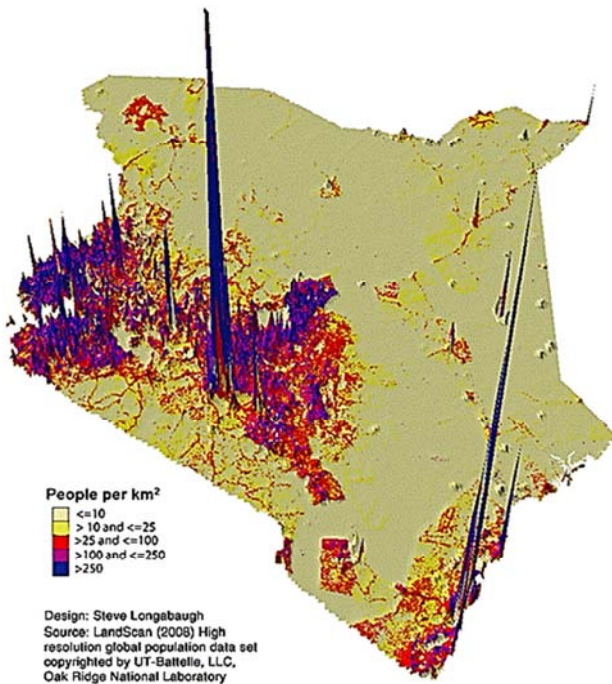 People per km²
<=10
> 10 and <=25
>25 and <=100
>100 and <=250
>250
Design: Steve Longabaugh
Source: LandScan (2008) High
resolution global population data set
copyrighted by UT-Battelle, LLC,
Oak Ridge National Laboratory